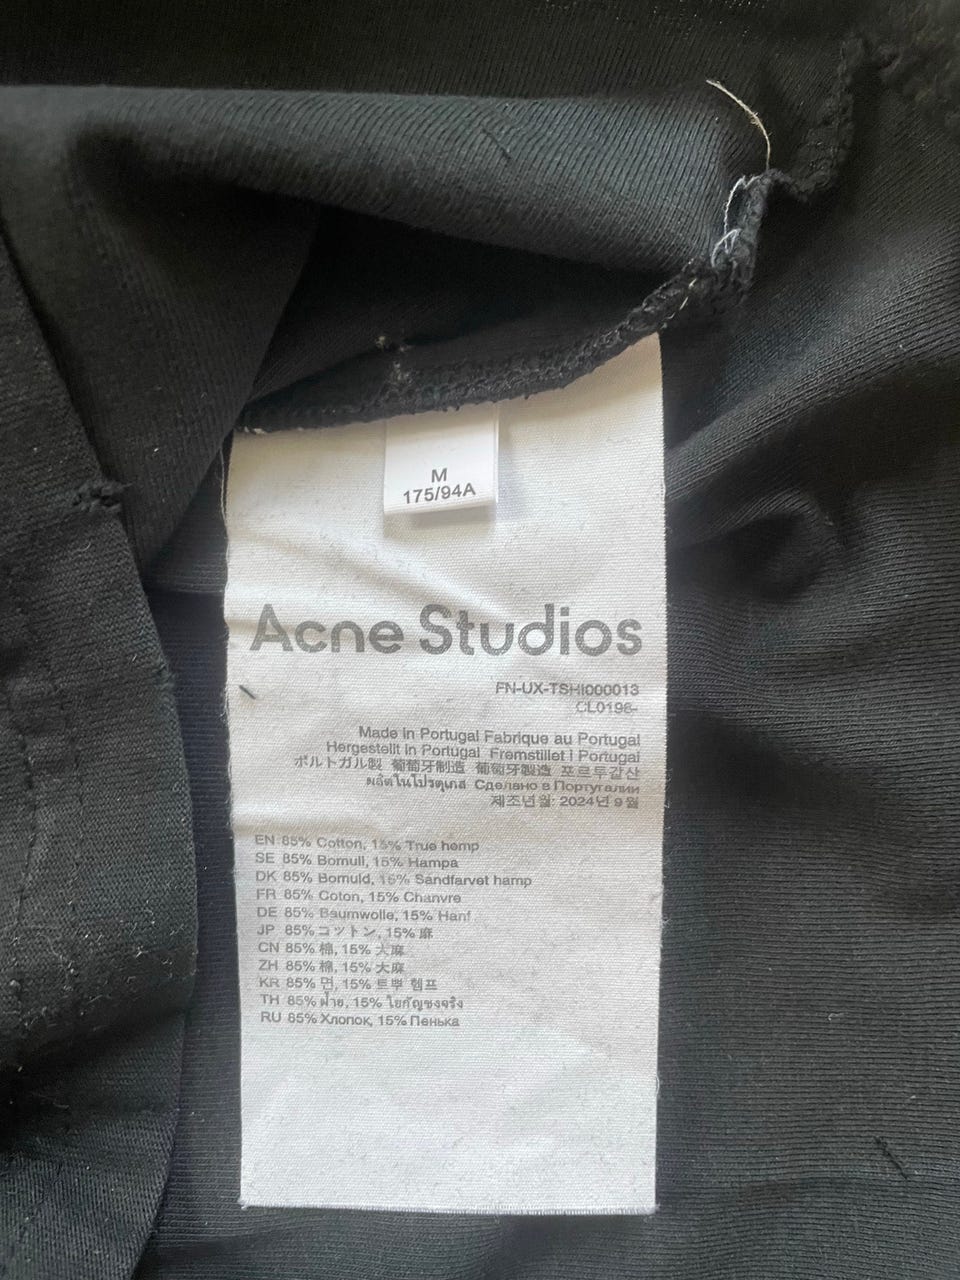 M
175/94A
Acne Studios
FN-UX-TSHI000013
CL0196-
Made in Portugal Fabriqué au Portugal
Hergestellt in Portugal Fremstillet i Portugal
ポルトガル製 葡萄牙制造 葡萄牙製造 포르투갈산
ผลิตในโปรตุเกส Сделано в Португалии
제조년월: 2024년 9월
EN 85% Cotton, 15% True hemp
SE 85% Bomull, 15% Hampa
DK 85% Bomuld, 15% Sandfarvet hamp
FR 85% Coton, 15% Chanvre
DE 85% Baumwolle, 15% Hanf
JP 85% コットン, 15% 麻
CN 85% 棉, 15% 大麻
ZH 85% 棉, 15% 大麻
KR 85% 면, 15% 트루 헴프
TH 85% ฝ้าย, 15% ใยกัญชงจริง
RU 85% Хлопок, 15% Пенька